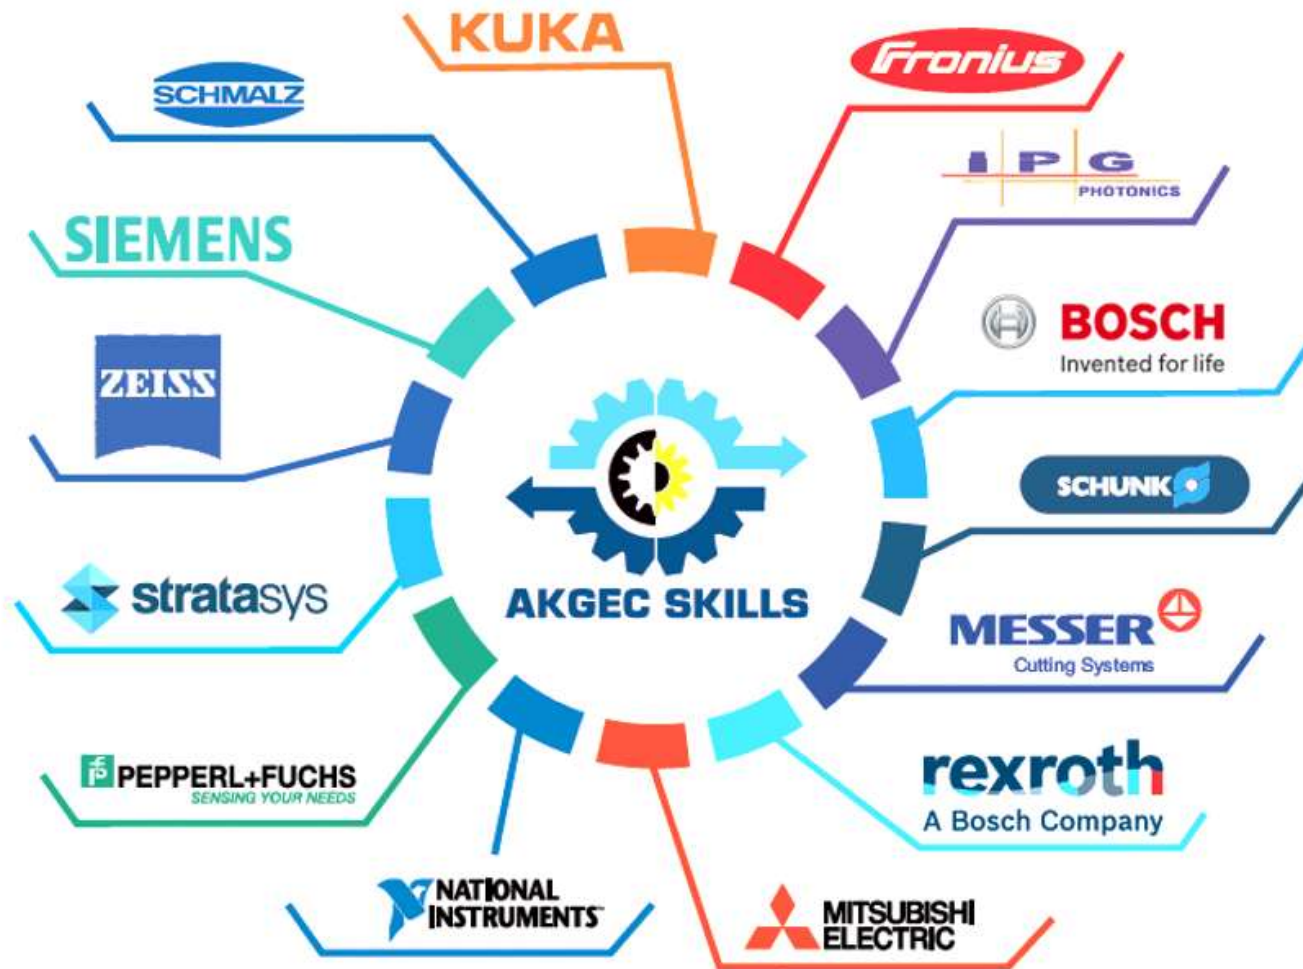 KUKA
Fronius
SCHMALZ
I P G
PHOTONICS
SIEMENS
BOSCH
Invented for life
ZEISS
SCHUNK
stratasys
AKGEC SKILLS
MESSER
Cutting Systems
PEPPERL+FUCHS
SENSING YOUR NEEDS
rexroth
A Bosch Company
NATIONAL
INSTRUMENTS
MITSUBISHI
ELECTRIC